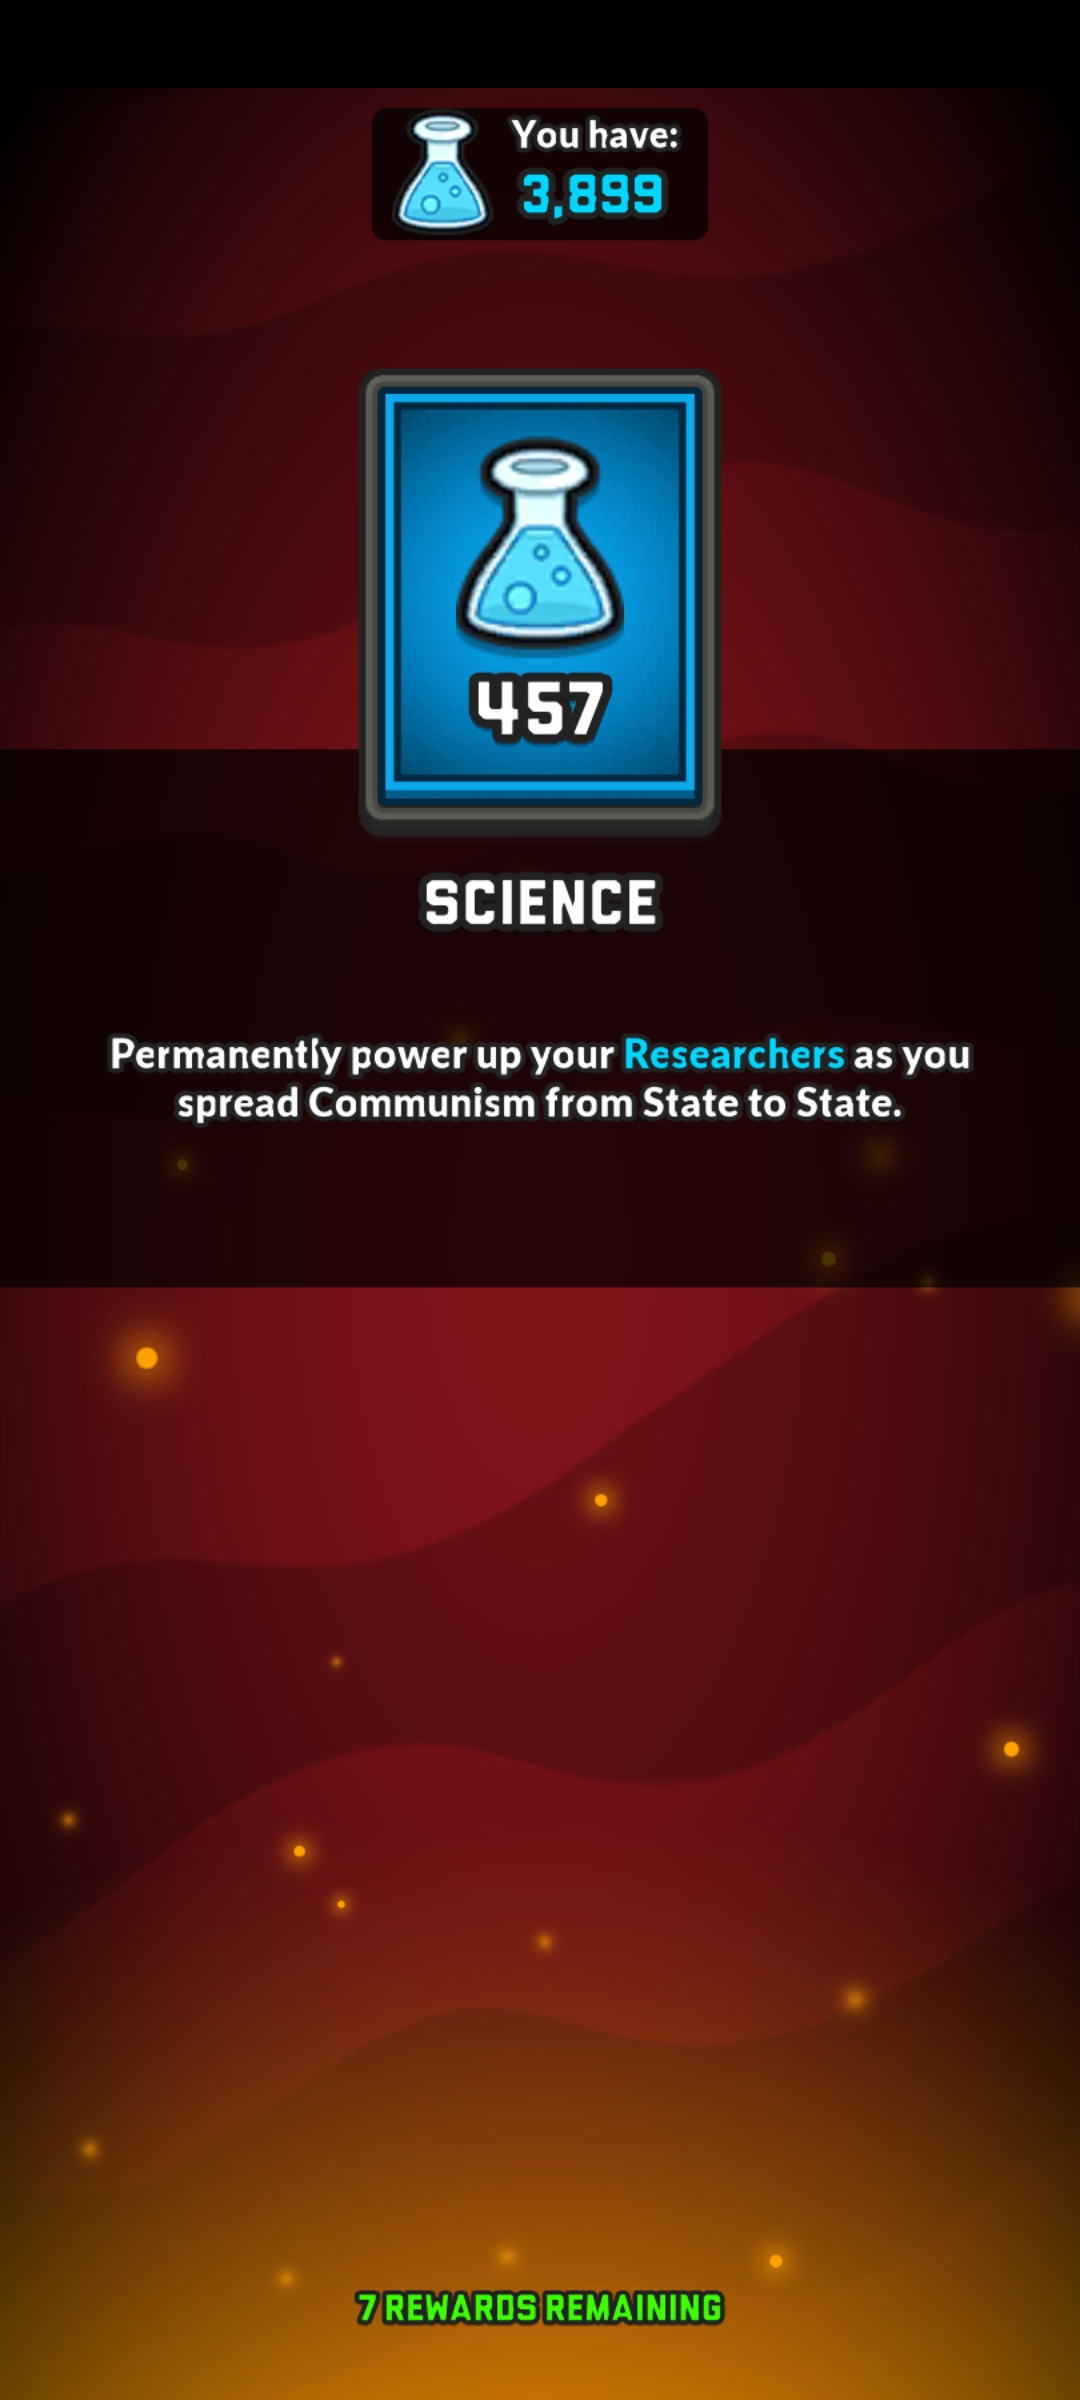 You have:
3,899
457
SCIENCE
Permanently power up your Researchers as you
spread Communism from State to State.
7 REWARDS REMAINING